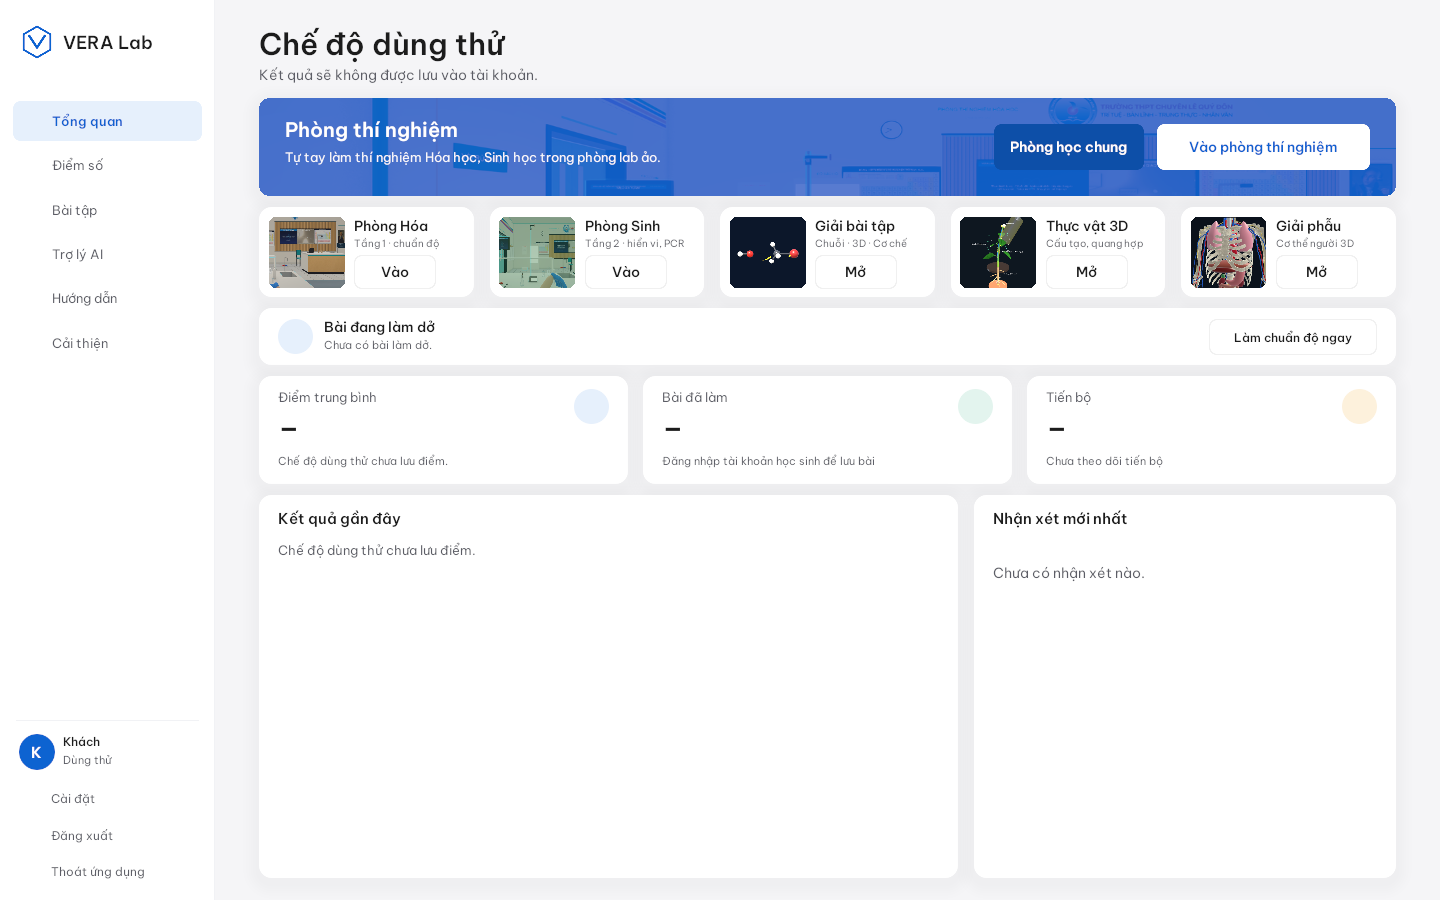 VERA Lab
Tổng quan
Điểm số
Bài tập
Trợ lý AI
Hướng dẫn
Cải thiện
Khách
Dùng thử
Cài đặt
Đăng xuất
Thoát ứng dụng
Chế độ dùng thử
Kết quả sẽ không được lưu vào tài khoản.
Phòng thí nghiệm
Tự tay làm thí nghiệm Hóa học, Sinh học trong phòng lab ảo.
TRƯỜNG THPT CHUYÊN LÊ QUÝ ĐÔN
Phòng học chung
Vào phòng thí nghiệm
Phòng Hóa
Tầng 1 · chuẩn độ
Vào
Phòng Sinh
Tầng 2 · hiển vi, PCR
Vào
Giải bài tập
Chuỗi · 3D · Cơ chế
Mở
Thực vật 3D
Cấu tạo, quang hợp
Mở
Giải phẫu
Cơ thể người 3D
Mở
Bài đang làm dở
Chưa có bài làm dở.
Làm chuẩn độ ngay
Điểm trung bình
–
Chế độ dùng thử chưa lưu điểm.
Bài đã làm
–
Đăng nhập tài khoản học sinh để lưu bài
Tiến bộ
–
Chưa theo dõi tiến bộ
Kết quả gần đây
Chế độ dùng thử chưa lưu điểm.
Nhận xét mới nhất
Chưa có nhận xét nào.
K